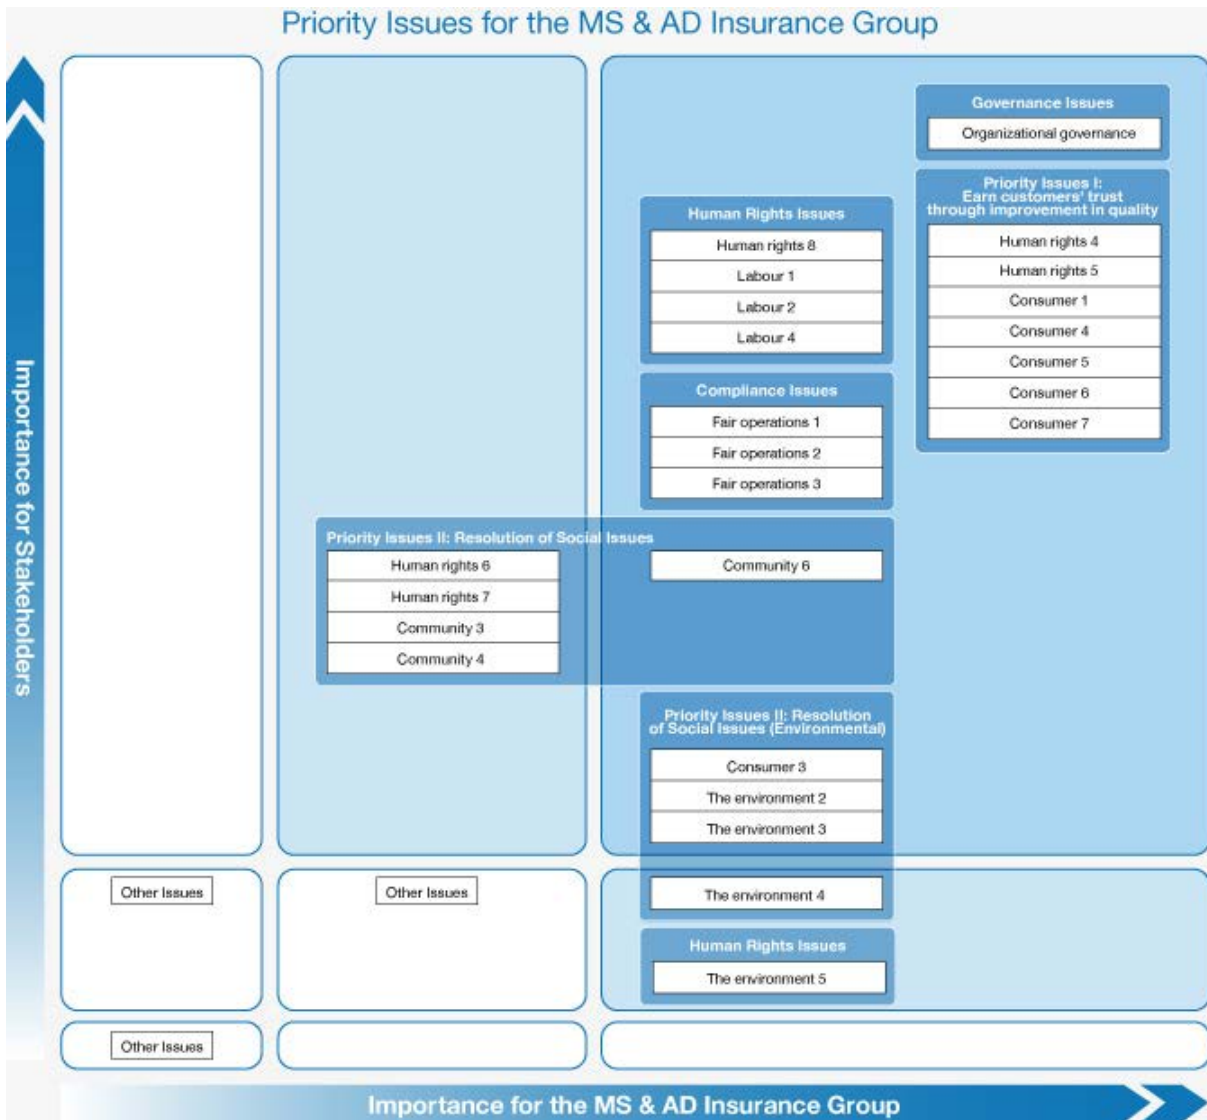 Priority Issues for the MS & AD Insurance Group
Importance for Stakeholders
Governance Issues
Organizational governance
Priority Issues I:
Earn customers' trust
through improvement in quality
Human rights 4
Human rights 5
Consumer 1
Consumer 4
Consumer 5
Consumer 6
Consumer 7
Human Rights Issues
Human rights 8
Labour 1
Labour 2
Labour 4
Compliance Issues
Fair operations 1
Fair operations 2
Fair operations 3
Priority Issues II: Resolution of Social Issues
Human rights 6
Human rights 7
Community 3
Community 4
Community 6
Priority Issues II: Resolution
of Social Issues (Environmental)
Consumer 3
The environment 2
The environment 3
The environment 4
Human Rights Issues
The environment 5
Other Issues
Other Issues
Other Issues
Importance for the MS & AD Insurance Group